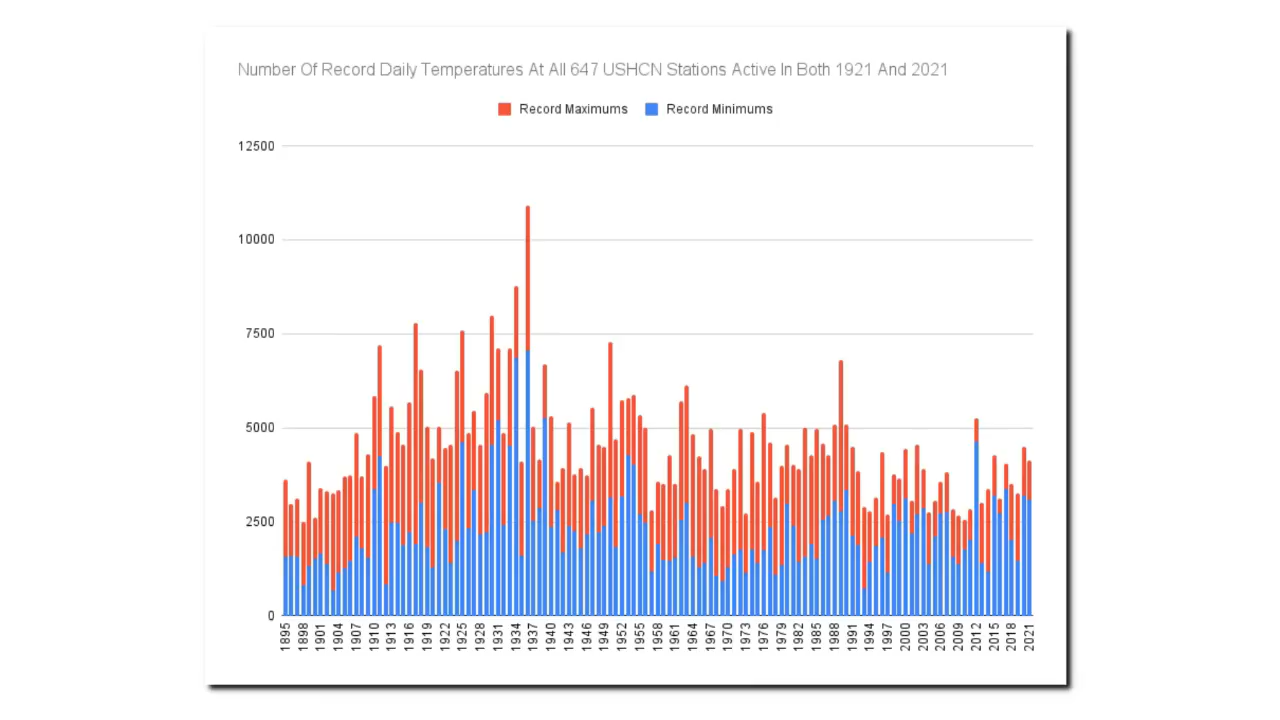 Number Of Record Daily Temperatures At All 647 USHCN Stations Active In Both 1921 And 2021
Record Maximums Record Minimums
12500
10000
7500
5000
2500
0
1895 1898 1901 1904 1907 1910 1913 1916 1919 1922 1925 1928 1931 1934 1937 1940 1943 1946 1949 1952 1955 1958 1961 1964 1967 1970 1973 1976 1979 1982 1985 1988 1991 1994 1997 2000 2003 2006 2009 2012 2015 2018 2021